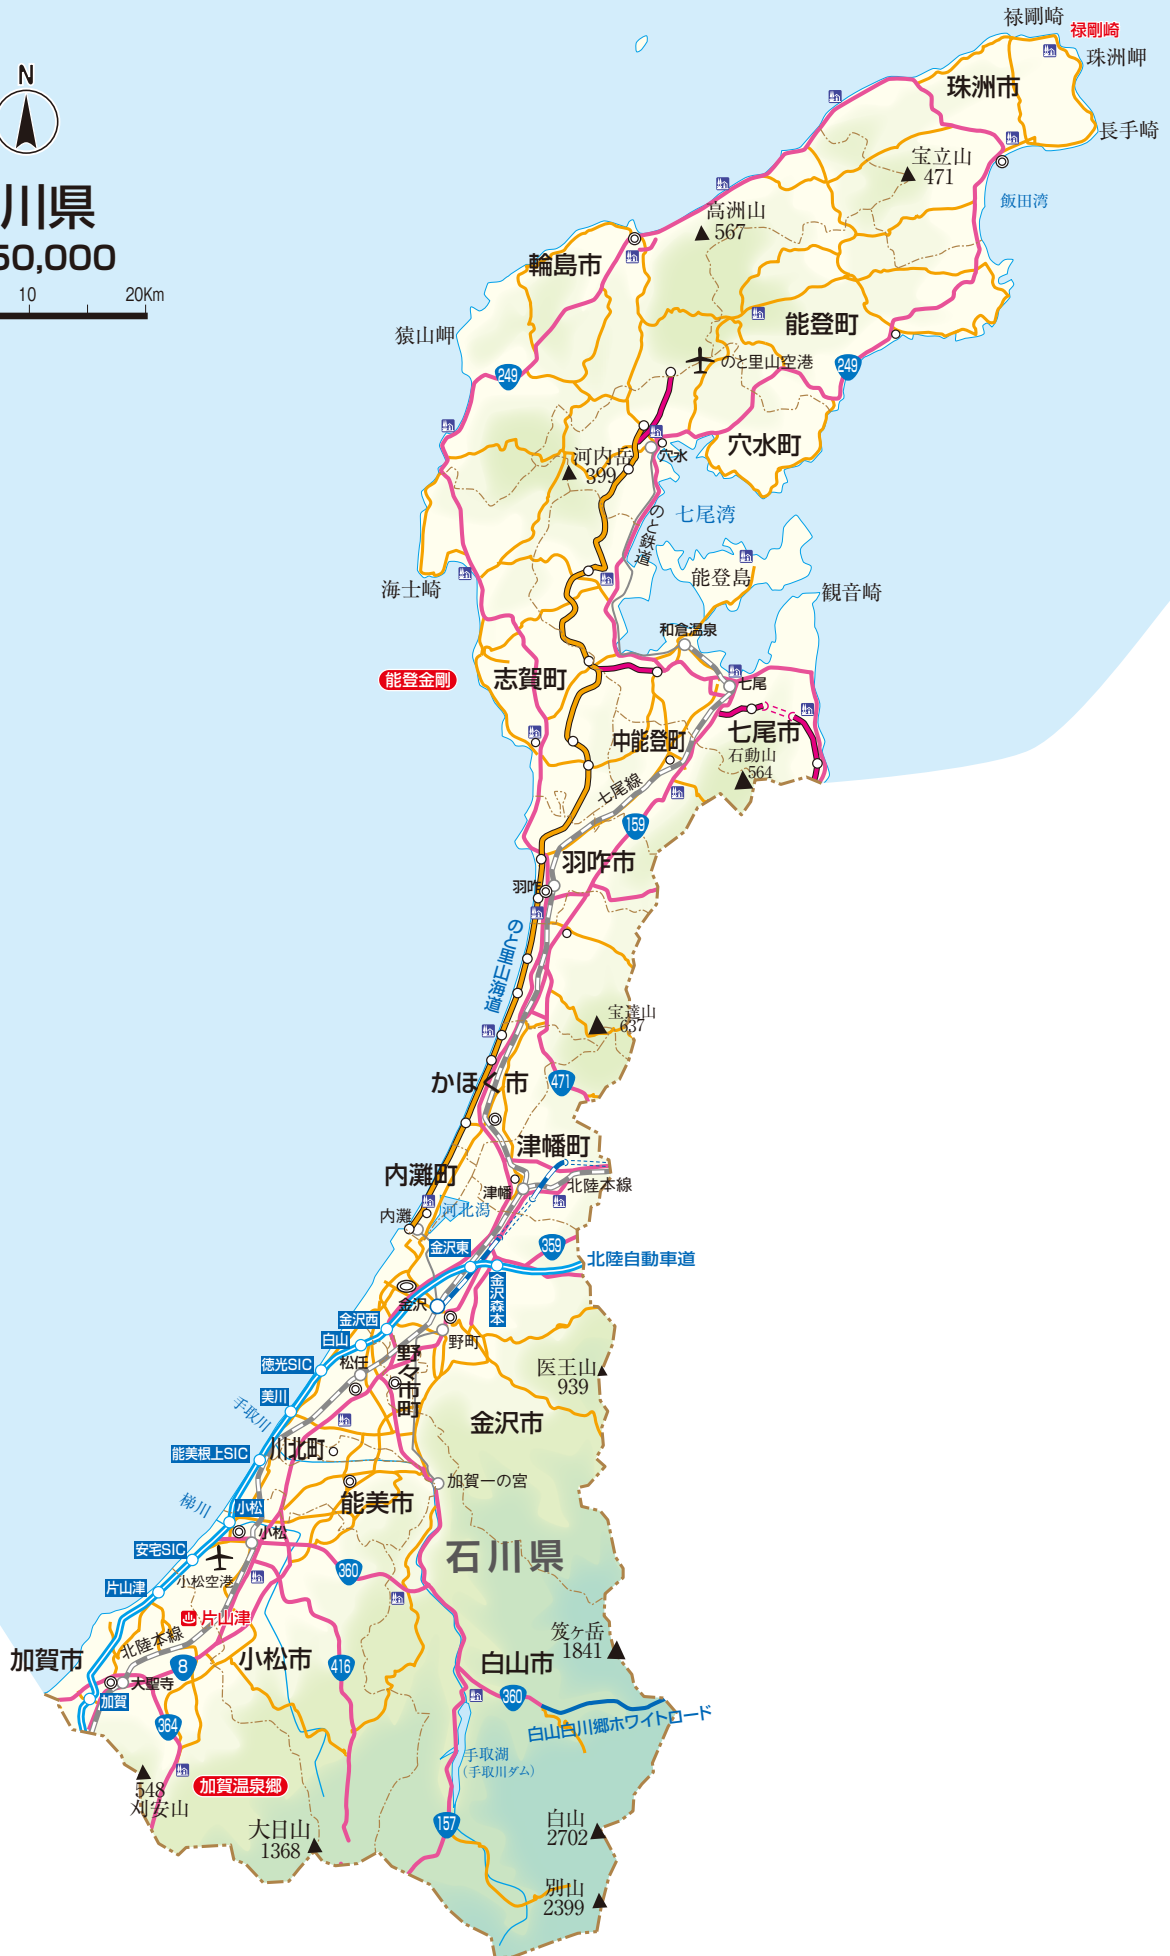 禄剛崎
禄剛崎
珠洲岬
N
珠洲市
長手崎
宝立山
471
川県
飯田湾
高洲山
567
50,000
輪島市
10
20Km
能登町
猿山岬
のと里山空港
249
249
穴水町
河内岳
399
穴水
七尾湾
のと鉄道
能登島
海士崎
観音崎
和倉温泉
能登金剛
志賀町
七尾
七尾市
中能登町
石動山
564
七尾線
159
羽咋市
羽咋
のと里山海道
宝達山
637
かほく市
471
津幡町
内灘町
津幡
北陸本線
内灘
河北潟
金沢東
359
北陸自動車道
金沢森本
金沢
金沢西
白山
野町
松任
徳光SIC
野々市町
医王山
939
美川
手取川
金沢市
能美根上SIC
川北町
加賀一の宮
梯川
小松
能美市
小松
安宅SIC
石川県
片山津
小松空港
360
片山津
笈ヶ岳
1841
北陸本線
加賀市
小松市
白山市
8
416
大聖寺
360
加賀
白山白川郷ホワイトロード
364
手取湖
(手取川ダム)
548
刈安山
加賀温泉郷
大日山
1368
157
白山
2702
別山
2399